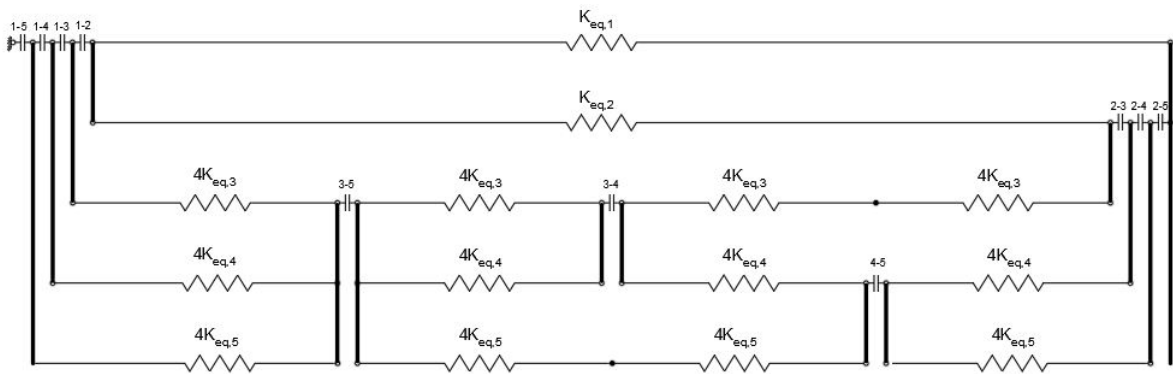 1-5 1-4 1-3 1-2
K_eq,1
K_eq,2
2-3 2-4 2-5
4K_eq,3 3-5 4K_eq,3 3-4 4K_eq,3 4K_eq,3
4K_eq,4 4K_eq,4 4K_eq,4 4-5 4K_eq,4
4K_eq,5 4K_eq,5 4K_eq,5 4K_eq,5